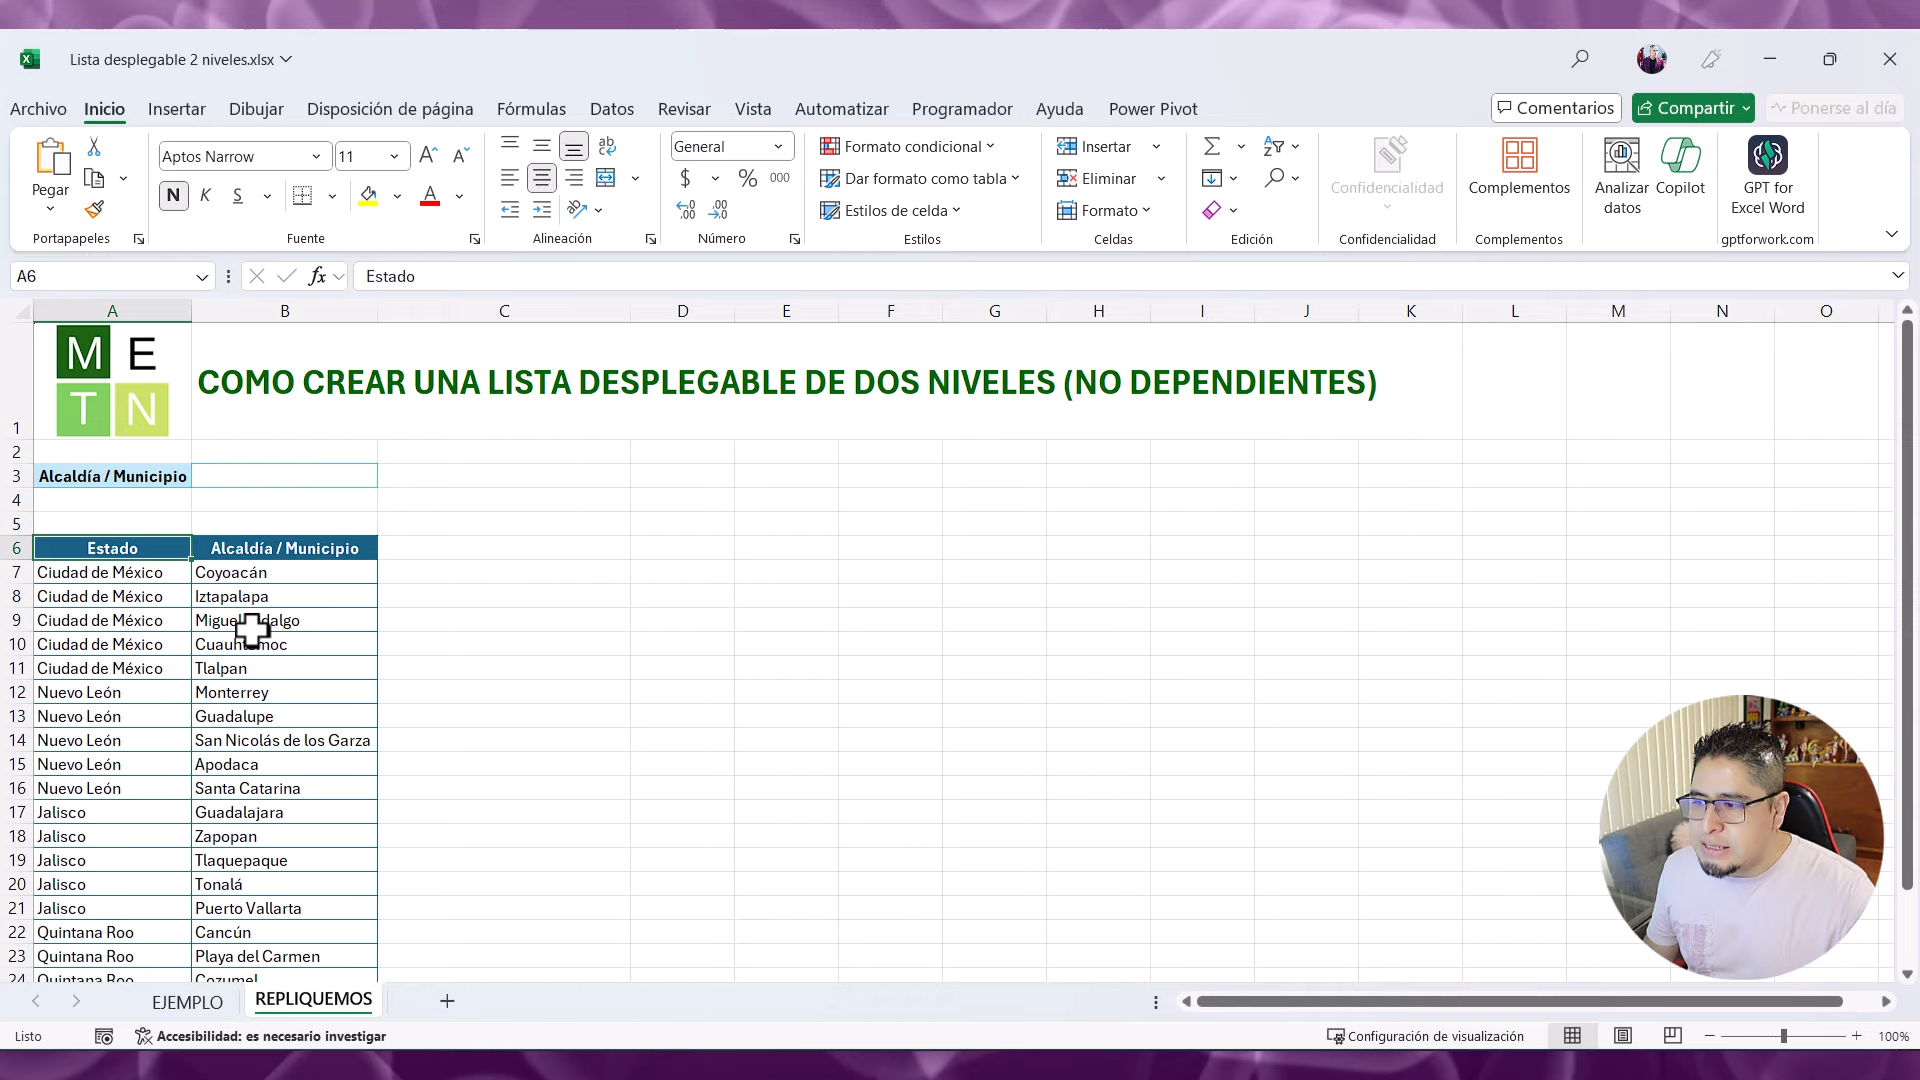 Lista desplegable 2 niveles.xlsx
Archivo Inicio Insertar Dibujar Disposición de página Fórmulas Datos Revisar Vista Automatizar Programador Ayuda Power Pivot Comentarios Compartir Ponerse al día
Pegar
Portapapeles
Aptos Narrow 11
N K S
Fuente
ab
Alineación
General
$ % 000
Número
Formato condicional
Dar formato como tabla
Estilos de celda
Estilos
Insertar
Eliminar
Formato
Celdas
Edición
Confidencialidad
Confidencialidad
Complementos
Complementos
Analizar datos
Copilot
GPT for
Excel Word
gptforwork.com
A6 fx Estado
A B C D E F G H I J K L M N O
M E
T N
1 COMO CREAR UNA LISTA DESPLEGABLE DE DOS NIVELES (NO DEPENDIENTES)
2
3 Alcaldía / Municipio
4
5
6 Estado Alcaldía / Municipio
7 Ciudad de México Coyoacán
8 Ciudad de México Iztapalapa
9 Ciudad de México
10 Ciudad de México
11 Ciudad de México Tlalpan
12 Nuevo León Monterrey
13 Nuevo León Guadalupe
14 Nuevo León San Nicolás de los Garza
15 Nuevo León Apodaca
16 Nuevo León Santa Catarina
17 Jalisco Guadalajara
18 Jalisco Zapopan
19 Jalisco Tlaquepaque
20 Jalisco Tonalá
21 Jalisco Puerto Vallarta
22 Quintana Roo Cancún
23 Quintana Roo Playa del Carmen
24 Quintana Roo Cozumel
EJEMPLO REPLIQUEMOS
Listo Accesibilidad: es necesario investigar Configuración de visualización 100%